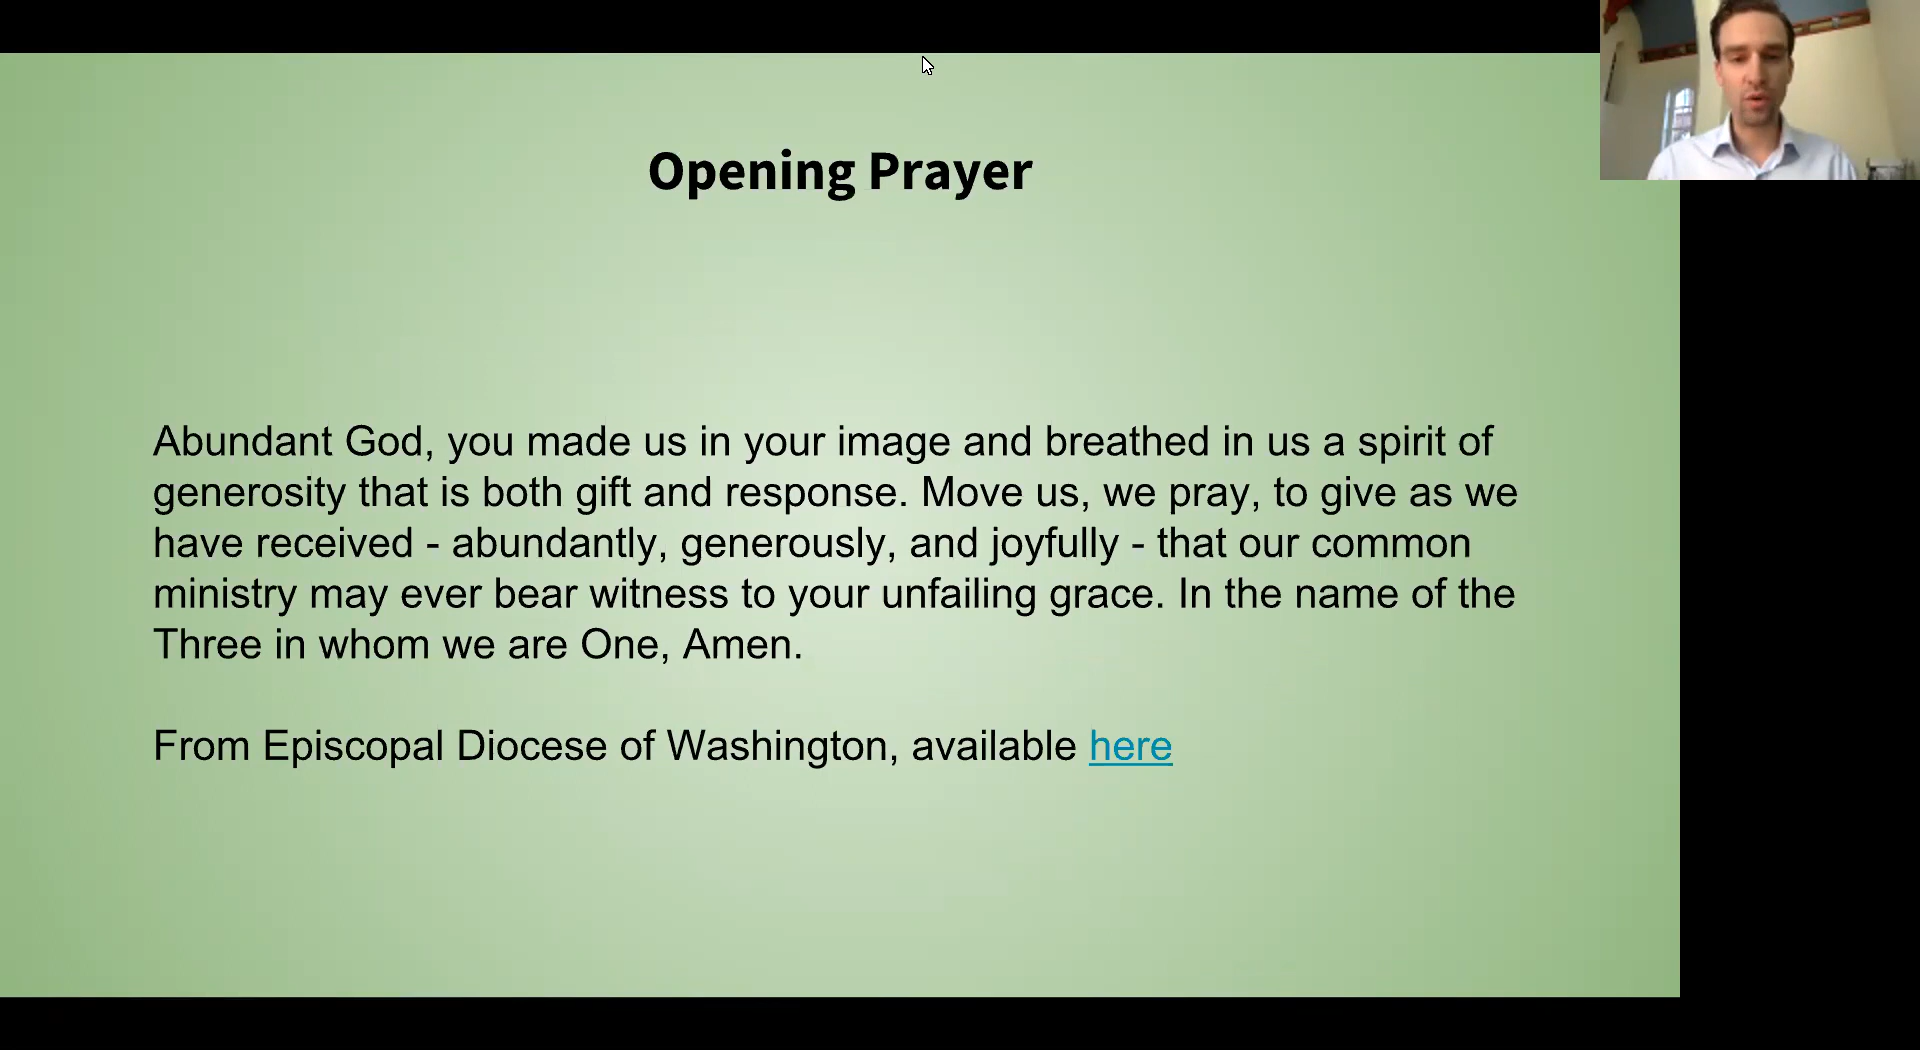 Opening Prayer
Abundant God, you made us in your image and breathed in us a spirit of
generosity that is both gift and response. Move us, we pray, to give as we
have received - abundantly, generously, and joyfully - that our common
ministry may ever bear witness to your unfailing grace. In the name of the
Three in whom we are One, Amen.
From Episcopal Diocese of Washington, available here